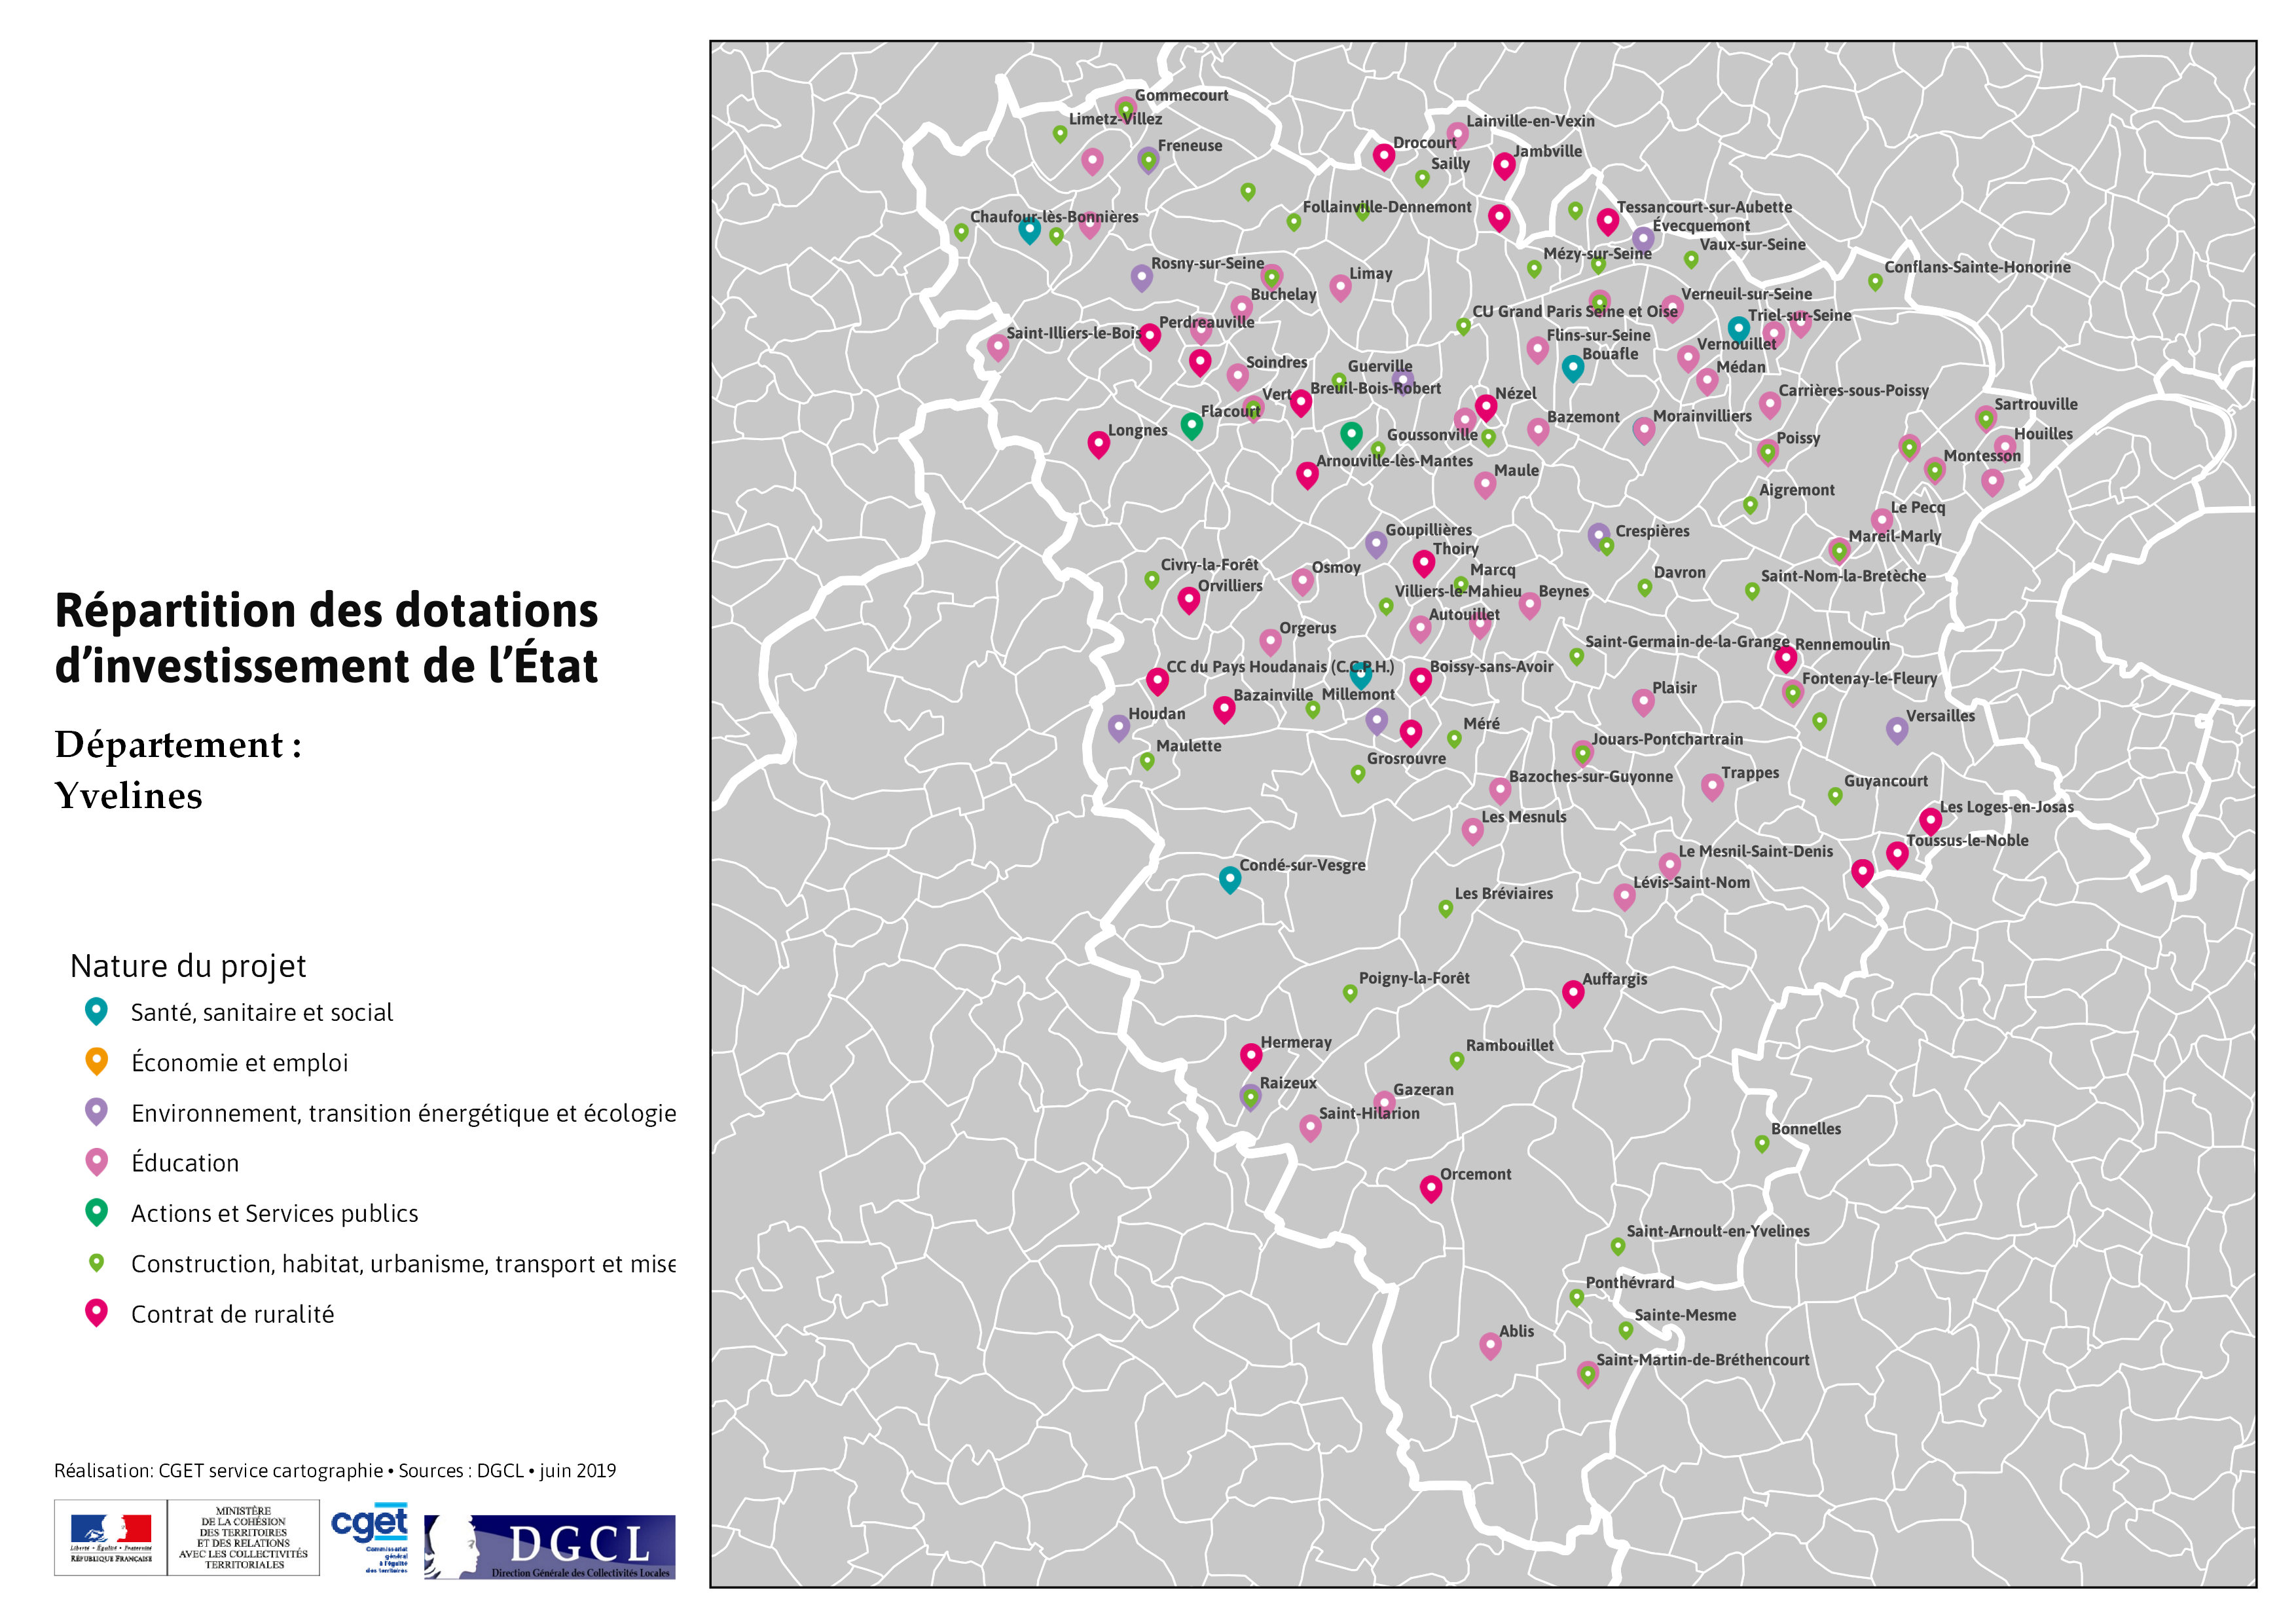 Répartition des dotations
d’investissement de l’État
Département :
Yvelines
Nature du projet
Santé, sanitaire et social
Économie et emploi
Environnement, transition énergétique et écologie
Éducation
Actions et Services publics
Construction, habitat, urbanisme, transport et mise
Contrat de ruralité
Réalisation: CGET service cartographie • Sources : DGCL • juin 2019
Liberté • Égalité • Fraternité
RÉPUBLIQUE FRANÇAISE
MINISTÈRE
DE LA COHÉSION
DES TERRITOIRES
ET DES RELATIONS
AVEC LES COLLECTIVITÉS
TERRITORIALES
cget
Commissariat
général
à l'égalité
des territoires
DGCL
Direction Générale des Collectivités Locales
Gommecourt
Limetz-Villez
Lainville-en-Vexin
Drocourt
Freneuse
Jambville
Sailly
Follainville-Dennemont
Tessancourt-sur-Aubette
Chaufour-lès-Bonnières
Évecquemont
Vaux-sur-Seine
Mézy-sur-Seine
Rosny-sur-Seine
Conflans-Sainte-Honorine
Limay
Buchelay
Verneuil-sur-Seine
CU Grand Paris Seine et Oise
Triel-sur-Seine
Perdreauville
Saint-Illiers-le-Bois
Flins-sur-Seine
Vernouillet
Bouafle
Soindres
Guerville
Médan
Breuil-Bois-Robert
Carrières-sous-Poissy
Vert
Nézel
Sartrouville
Flacourt
Bazemont
Morainvilliers
Longnes
Goussonville
Houilles
Poissy
Montesson
Arnouville-lès-Mantes
Maule
Aigremont
Le Pecq
Goupillières
Crespières
Mareil-Marly
Thoiry
Civry-la-Forêt
Osmoy
Marcq
Davron
Saint-Nom-la-Bretèche
Orvilliers
Villiers-le-Mahieu
Beynes
Autouillet
Orgerus
Saint-Germain-de-la-Grange
Rennemoulin
CC du Pays Houdanais (C.C.P.H.)
Boissy-sans-Avoir
Fontenay-le-Fleury
Plaisir
Bazainville
Millemont
Houdan
Versailles
Méré
Jouars-Pontchartrain
Maulette
Grosrouvre
Trappes
Bazoches-sur-Guyonne
Guyancourt
Les Loges-en-Josas
Les Mesnuls
Toussus-le-Noble
Le Mesnil-Saint-Denis
Condé-sur-Vesgre
Lévis-Saint-Nom
Les Bréviaires
Poigny-la-Forêt
Auffargis
Hermeray
Rambouillet
Raizeux
Gazeran
Saint-Hilarion
Bonnelles
Orcemont
Saint-Arnoult-en-Yvelines
Ponthévrard
Sainte-Mesme
Ablis
Saint-Martin-de-Bréthencourt